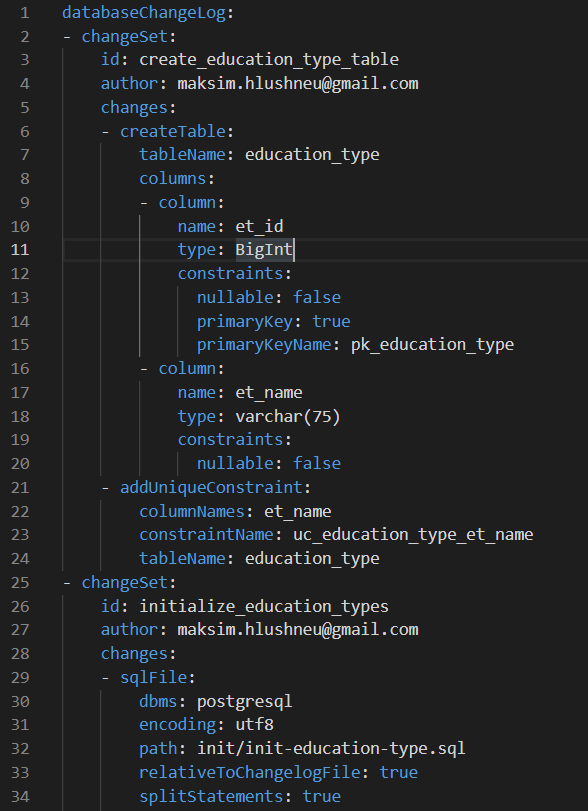 1 databaseChangeLog:
2 - changeSet:
3 id: create_education_type_table
4 author: maksim.hlushneu@gmail.com
5 changes:
6 - createTable:
7 tableName: education_type
8 columns:
9 - column:
10 name: et_id
11 type: BigInt
12 constraints:
13 nullable: false
14 primaryKey: true
15 primaryKeyName: pk_education_type
16 - column:
17 name: et_name
18 type: varchar(75)
19 constraints:
20 nullable: false
21 - addUniqueConstraint:
22 columnNames: et_name
23 constraintName: uc_education_type_et_name
24 tableName: education_type
25 - changeSet:
26 id: initialize_education_types
27 author: maksim.hlushneu@gmail.com
28 changes:
29 - sqlFile:
30 dbms: postgresql
31 encoding: utf8
32 path: init/init-education-type.sql
33 relativeToChangelogFile: true
34 splitStatements: true